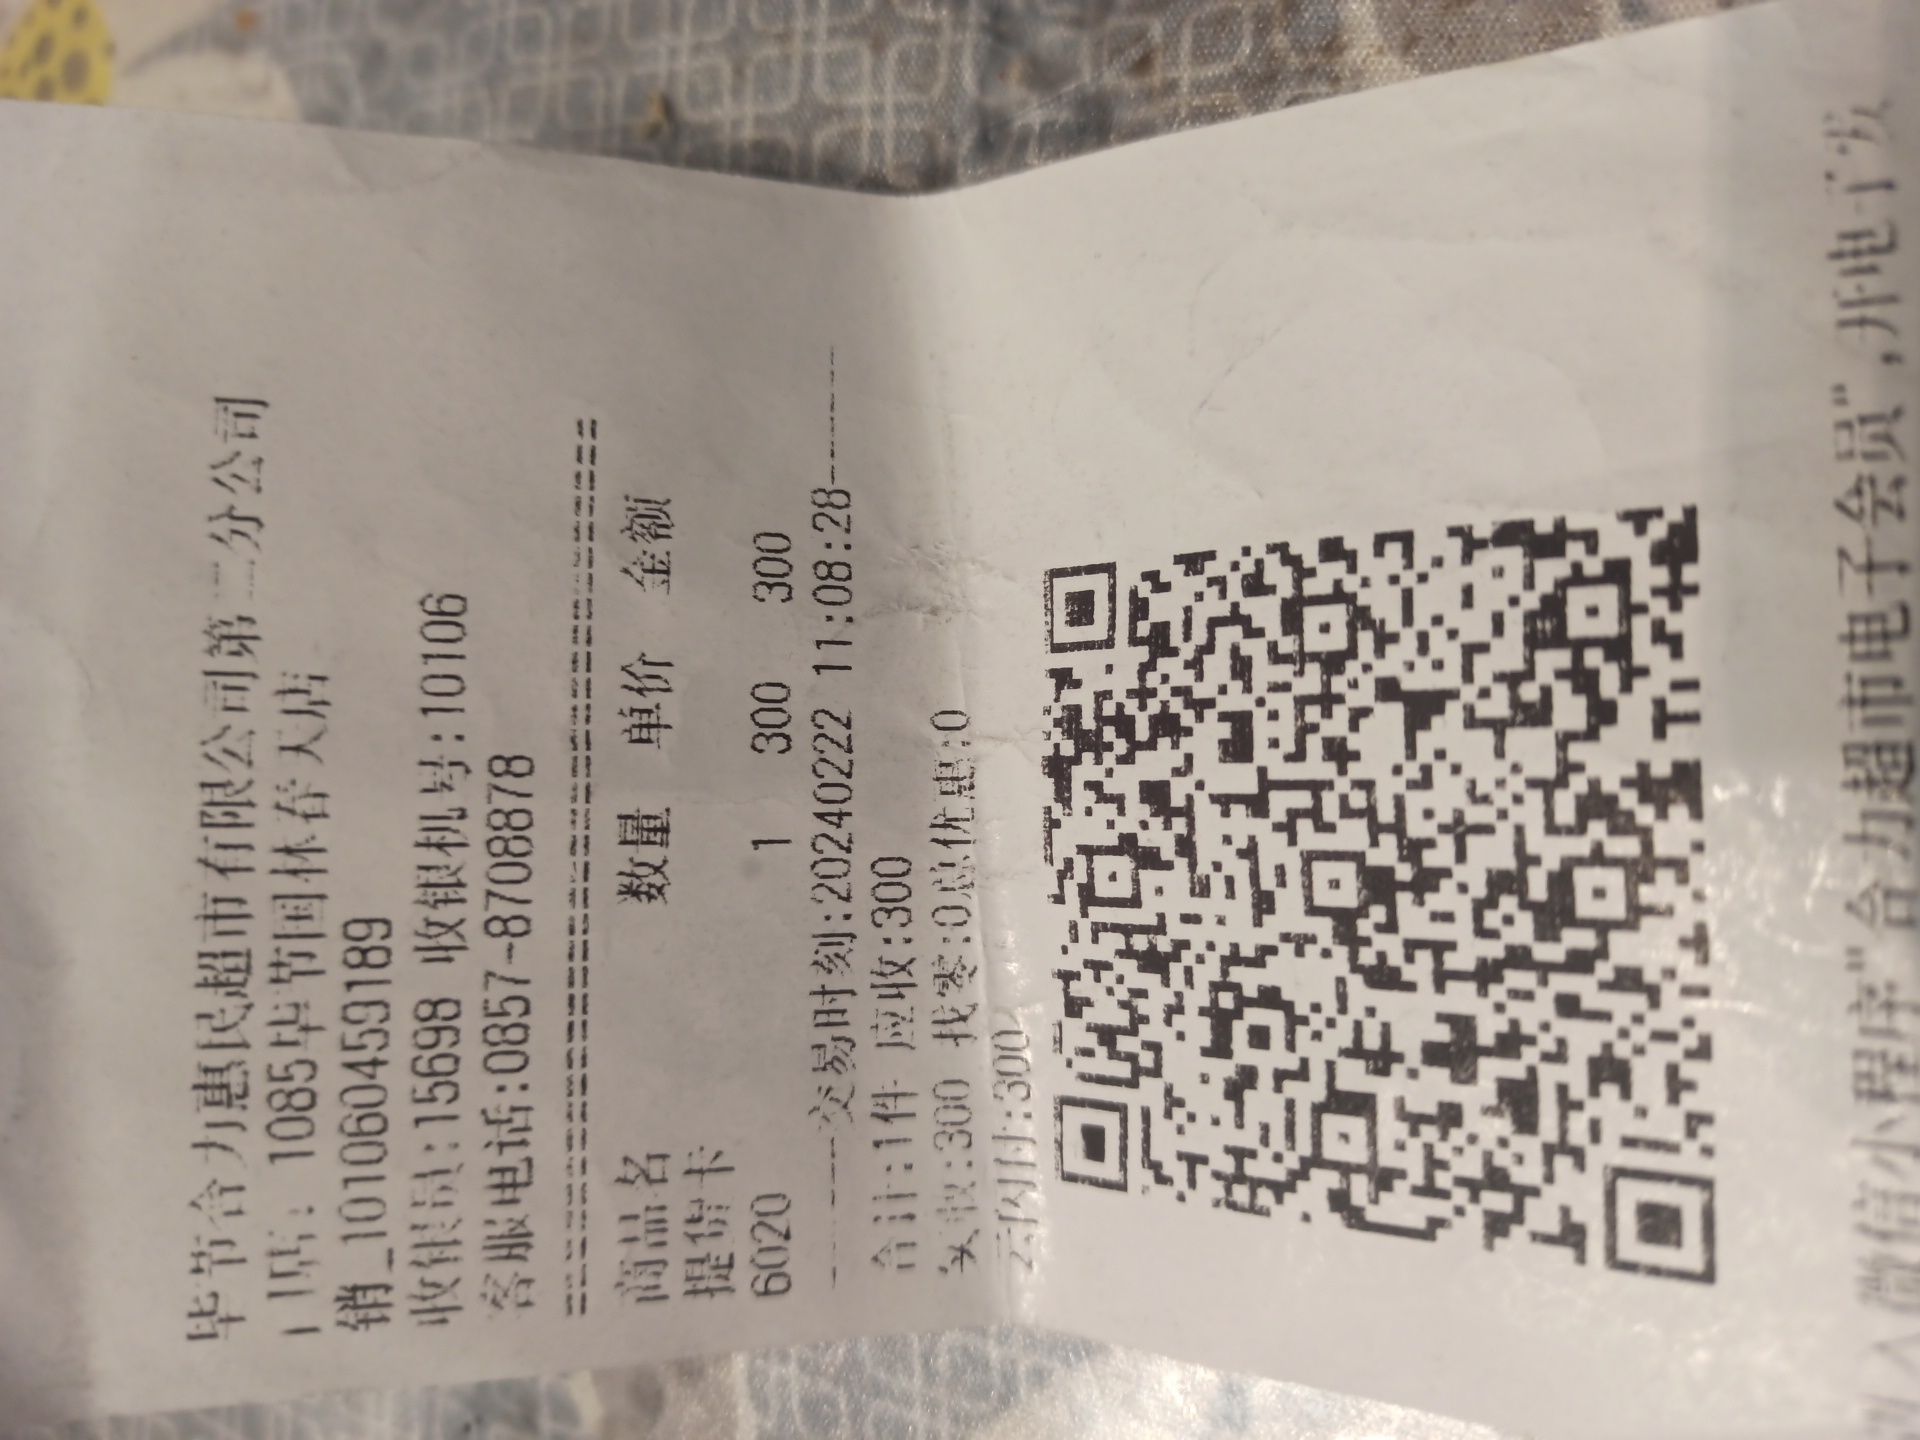 毕节合力惠民超市有限公司第二分公司
门店: 1085毕节国林春天店
销_1010604591​89
收银员:15698 收银机号:10106
客服电话:0857-87088878
================================
商品名 数量 单价 金额
提货卡
6020 1 300 300
------交易时刻:20240222 11:08:28------
合计:1件 应收:300
实收:300 找零:0总优惠:0
云闪付:300
微信小程序"合力超市电子会员",开电子发